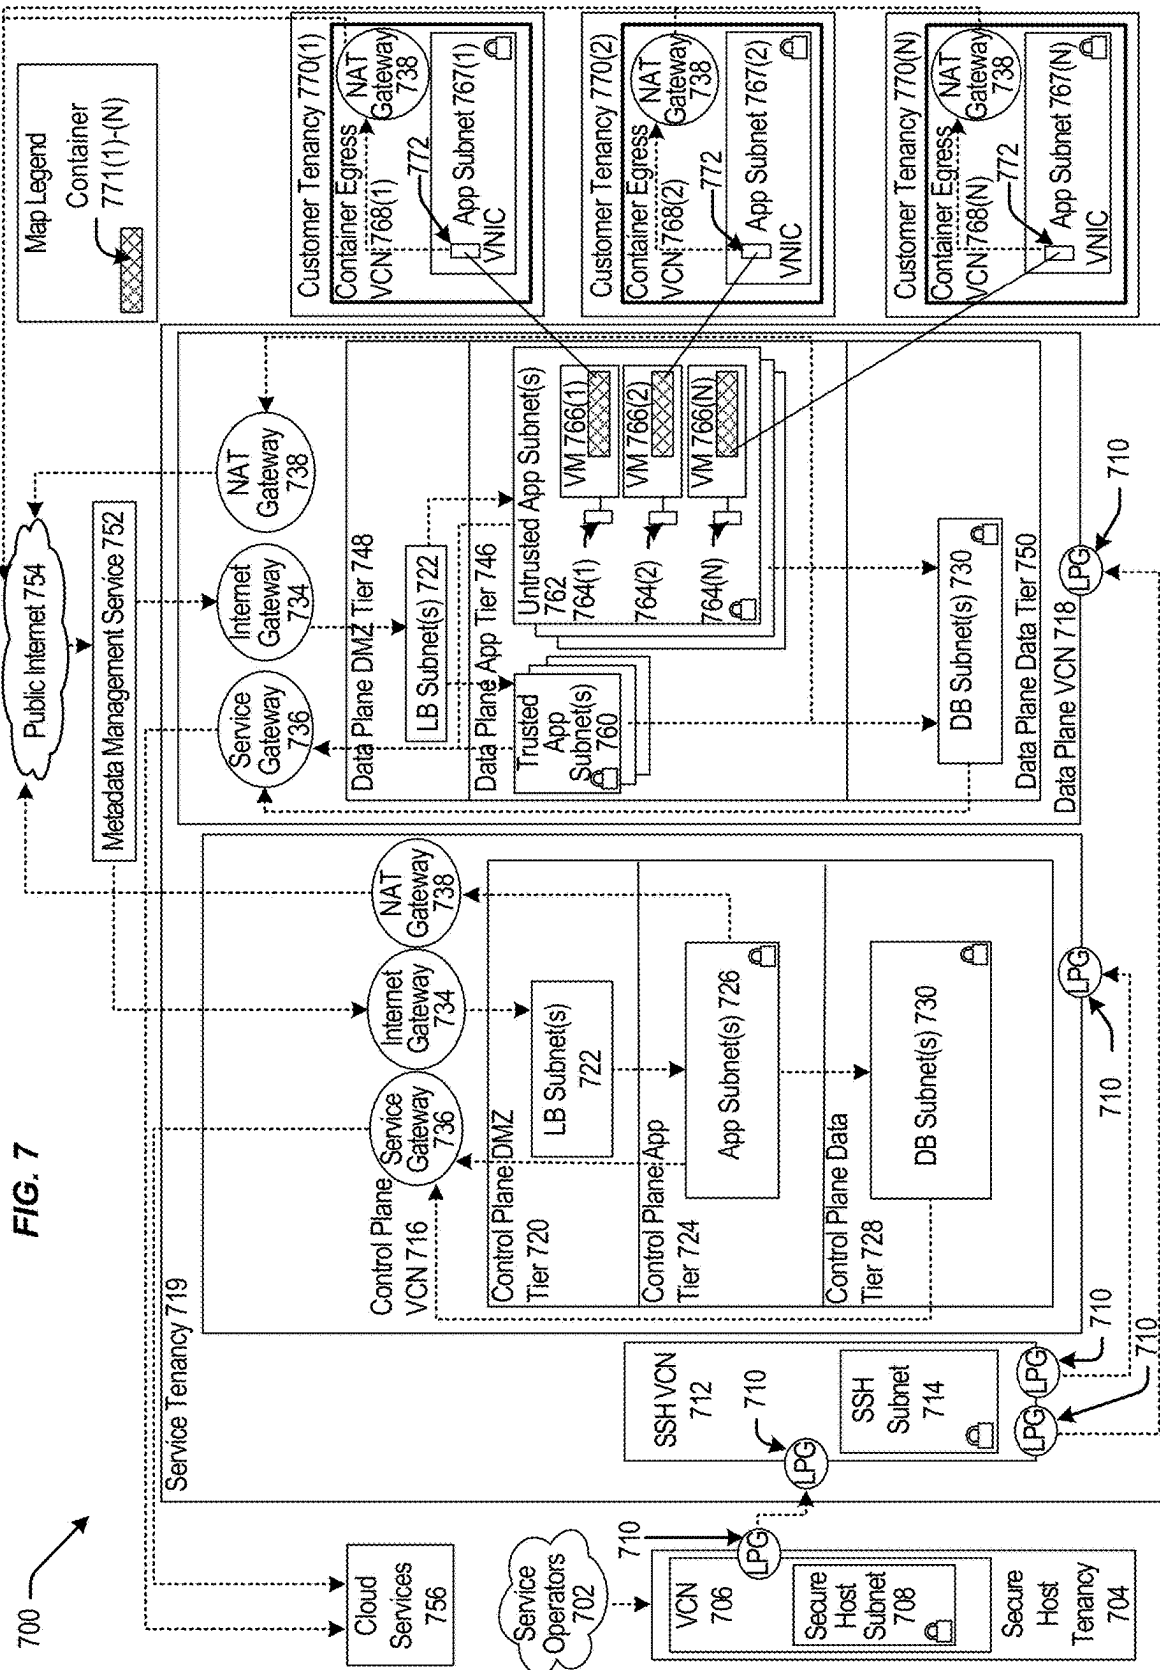 FIG. 7
700
Cloud
Services
756
Service
Operators
702
710
LPG
VCN
706
Secure
Host
Subnet
708
Secure
Host
Tenancy
704
Service Tenancy 719
SSH VCN
712
710
LPG
SSH
Subnet
714
LPG
LPG
710
710
Control Plane
VCN 716
Service
Gateway
736
Internet
Gateway
734
NAT
Gateway
738
Control Plane DMZ
Tier 720
LB Subnet(s)
722
Control Plane App
Tier 724
App Subnet(s) 726
Control Plane Data
Tier 728
DB Subnet(s) 730
LPG
710
Public Internet 754
Metadada Management Service 752
Service
Gateway
736
Internet
Gateway
734
NAT
Gateway
738
Data Plane DMZ Tier 748
LB Subnet(s) 722
Data Plane App Tier 746
Trusted
App
Subnet(s)
760
Untrusted App Subnet(s)
762
764(1)
VM 766(1)
764(2)
VM 766(2)
764(N)
VM 766(N)
DB Subnet(s) 730
Data Plane Data Tier 750
Data Plane VCN 718
LPG
710
Map Legend
Container
771(1)-(N)
Customer Tenancy 770(1)
Container Egress
VCN 768(1)
NAT
Gateway
738
772
App Subnet 767(1)
VNIC
Customer Tenancy 770(2)
Container Egress
VCN 768(2)
NAT
Gateway
738
772
App Subnet 767(2)
VNIC
Customer Tenancy 770(N)
Container Egress
VCN 768(N)
NAT
Gateway
738
772
App Subnet 767(N)
VNIC